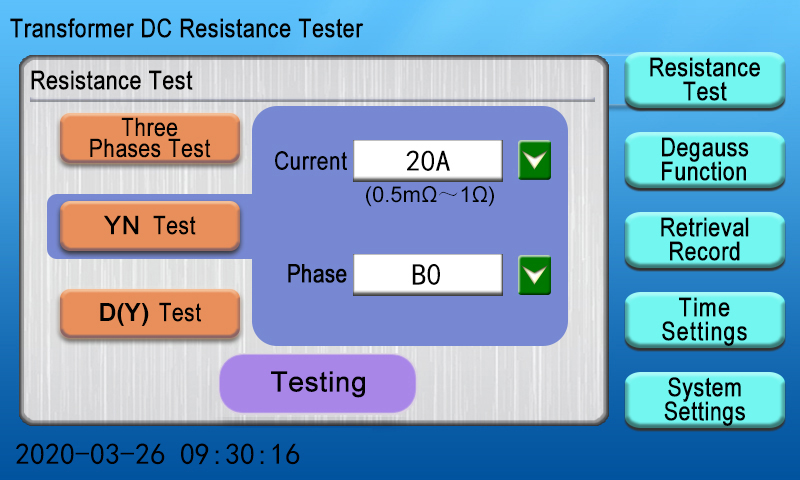 Transformer DC Resistance Tester
Resistance Test
Three
Phases Test
YN Test
D(Y) Test
Current
20A
(0.5mΩ～1Ω)
Phase
B0
Testing
Resistance
Test
Degauss
Function
Retrieval
Record
Time
Settings
System
Settings
2020-03-26 09:30:16